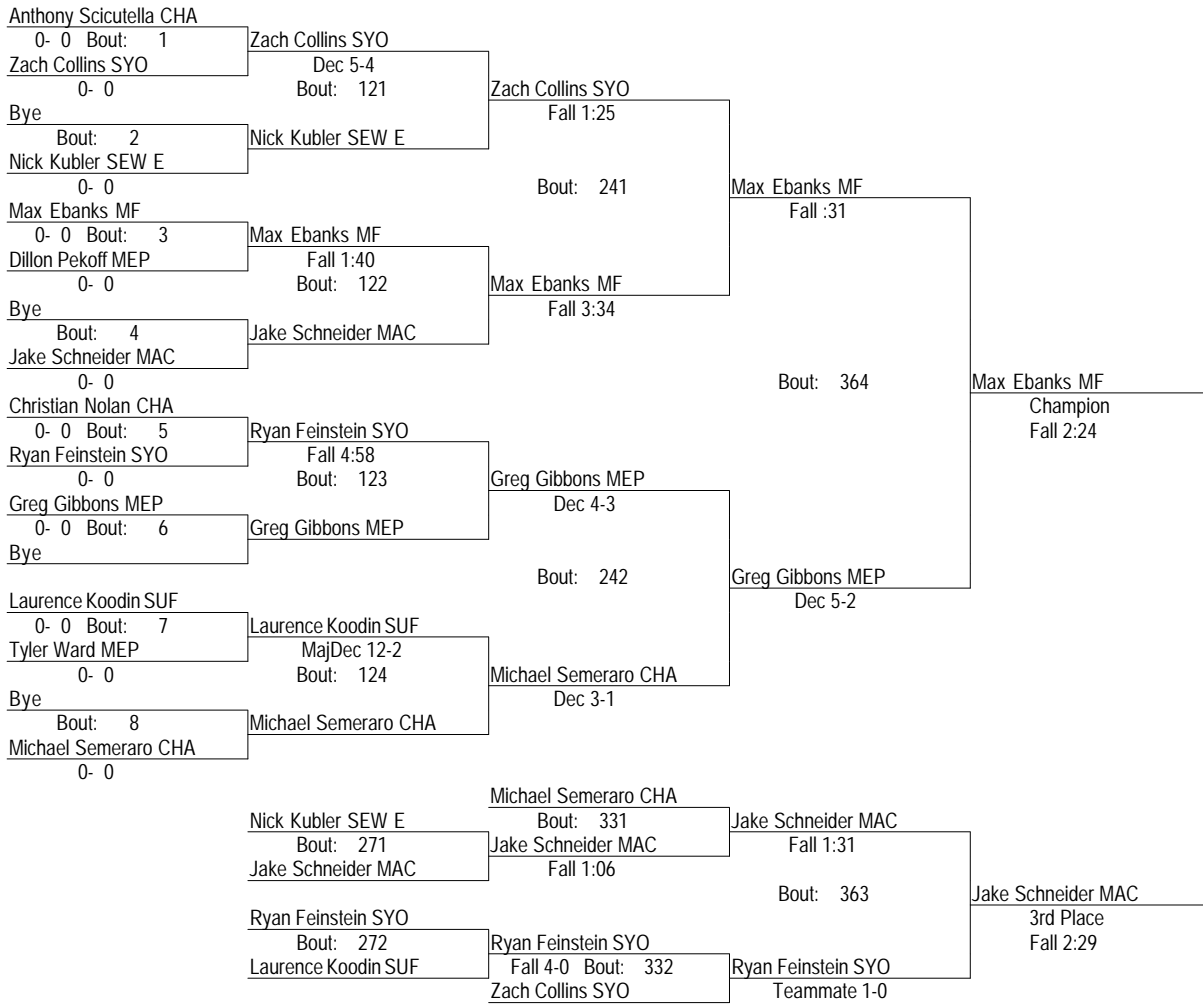 Anthony Scicutella CHA
0- 0 Bout: 1
Zach Collins SYO
0- 0
Bye
Bout: 2
Nick Kubler SEW E
0- 0
Max Ebanks MF
0- 0 Bout: 3
Dillon Pekoff MEP
0- 0
Bye
Bout: 4
Jake Schneider MAC
0- 0
Christian Nolan CHA
0- 0 Bout: 5
Ryan Feinstein SYO
0- 0
Greg Gibbons MEP
0- 0 Bout: 6
Bye
Laurence Koodin SUF
0- 0 Bout: 7
Tyler Ward MEP
0- 0
Bye
Bout: 8
Michael Semeraro CHA
0- 0
Zach Collins SYO
Dec 5-4
Bout: 121
Nick Kubler SEW E
Max Ebanks MF
Fall 1:40
Bout: 122
Jake Schneider MAC
Ryan Feinstein SYO
Fall 4:58
Bout: 123
Greg Gibbons MEP
Laurence Koodin SUF
MajDec 12-2
Bout: 124
Michael Semeraro CHA
Zach Collins SYO
Fall 1:25
Bout: 241
Max Ebanks MF
Fall 3:34
Greg Gibbons MEP
Dec 4-3
Bout: 242
Michael Semeraro CHA
Dec 3-1
Max Ebanks MF
Fall :31
Bout: 364
Greg Gibbons MEP
Dec 5-2
Max Ebanks MF
Champion
Fall 2:24
Nick Kubler SEW E
Bout: 271
Jake Schneider MAC
Ryan Feinstein SYO
Bout: 272
Laurence Koodin SUF
Michael Semeraro CHA
Bout: 331
Jake Schneider MAC
Fall 1:06
Ryan Feinstein SYO
Fall 4-0 Bout: 332
Zach Collins SYO
Jake Schneider MAC
Fall 1:31
Bout: 363
Ryan Feinstein SYO
Teammate 1-0
Jake Schneider MAC
3rd Place
Fall 2:29